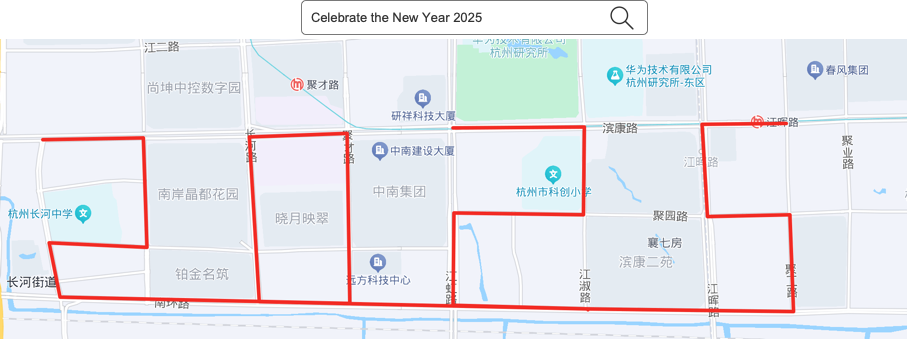 Celebrate the New Year 2025
江二路
华为技术有限公司
杭州研究所
尚坤中控数字园
聚才路
华为技术有限公司
杭州研究所-东区
春风集团
研祥科技大厦
滨康路
江晖路
长河路
聚才路
中南建设大厦
江晖路
聚业路
南岸晶都花园
中南集团
杭州市科创小学
杭州长河中学
晓月映翠
聚园路
襄七房
滨康二苑
长河街道
铂金名筑
远方科技中心
江虹路
江淑路
江晖路
聚工路
南环路